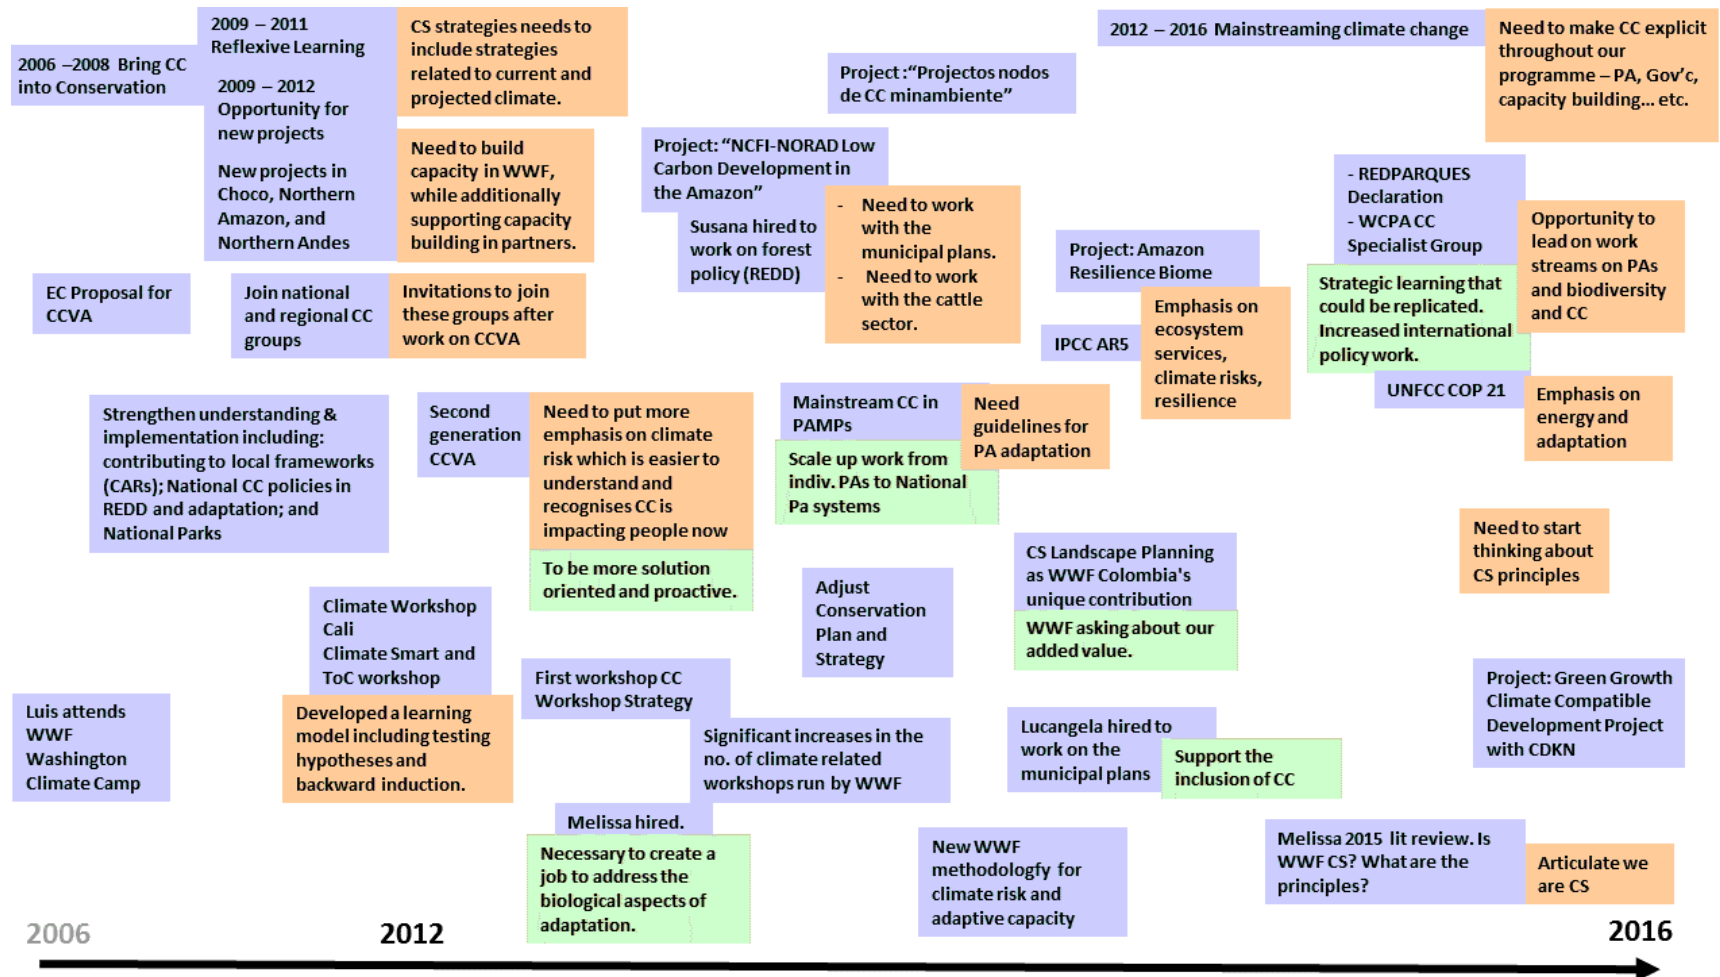 2006 –2008 Bring CC
into Conservation
2009 – 2011
Reflexive Learning
2009 – 2012
Opportunity for
new projects
New projects in
Choco, Northern
Amazon, and
Northern Andes
CS strategies needs to
include strategies
related to current and
projected climate.
Need to build
capacity in WWF,
while additionally
supporting capacity
building in partners.
EC Proposal for
CCVA
Join national
and regional CC
groups
Invitations to join
these groups after
work on CCVA
Project: “NCFI-NORAD Low
Carbon Development in
the Amazon”
Susana hired to
work on forest
policy (REDD)
- Need to work
with the
municipal plans.
- Need to work
with the cattle
sector.
Project :“Projectos nodos
de CC minambiente”
2012 – 2016 Mainstreaming climate change
Need to make CC explicit
throughout our
programme – PA, Gov’c,
capacity building... etc.
Project: Amazon
Resilience Biome
IPCC AR5
Emphasis on
ecosystem
services,
climate risks,
resilience
- REDPARQUES
Declaration
- WCPA CC
Specialist Group
Strategic learning that
could be replicated.
Increased international
policy work.
Opportunity to
lead on work
streams on PAs
and biodiversity
and CC
UNFCC COP 21
Emphasis on
energy and
adaptation
Strengthen understanding &
implementation including:
contributing to local frameworks
(CARs); National CC policies in
REDD and adaptation; and
National Parks
Second
generation
CCVA
Need to put more
emphasis on climate
risk which is easier to
understand and
recognises CC is
impacting people now
To be more solution
oriented and proactive.
Mainstream CC in
PAMPs
Scale up work from
indiv. PAs to National
Pa systems
Need
guidelines for
PA adaptation
Adjust
Conservation
Plan and
Strategy
CS Landscape Planning
as WWF Colombia's
unique contribution
WWF asking about our
added value.
Need to start
thinking about
CS principles
Luis attends
WWF
Washington
Climate Camp
Climate Workshop
Cali
Climate Smart and
ToC workshop
Developed a learning
model including testing
hypotheses and
backward induction.
First workshop CC
Workshop Strategy
Significant increases in the
no. of climate related
workshops run by WWF
Melissa hired.
Necessary to create a
job to address the
biological aspects of
adaptation.
Lucangela hired to
work on the
municipal plans
Support the
inclusion of CC
Project: Green Growth
Climate Compatible
Development Project
with CDKN
New WWF
methodologfy for
climate risk and
adaptive capacity
Melissa 2015 lit review. Is
WWF CS? What are the
principles?
Articulate we
are CS
2006
2012
2016